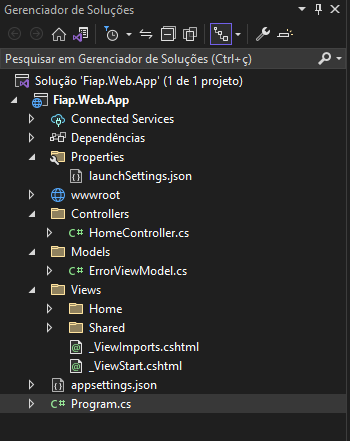 Gerenciador de Soluções
Pesquisar em Gerenciador de Soluções (Ctrl+ç)
Solução 'Fiap.Web.App' (1 de 1 projeto)
Fiap.Web.App
Connected Services
Dependências
Properties
launchSettings.json
wwwroot
Controllers
C# HomeController.cs
Models
C# ErrorViewModel.cs
Views
Home
Shared
_ViewImports.cshtml
_ViewStart.cshtml
appsettings.json
C# Program.cs